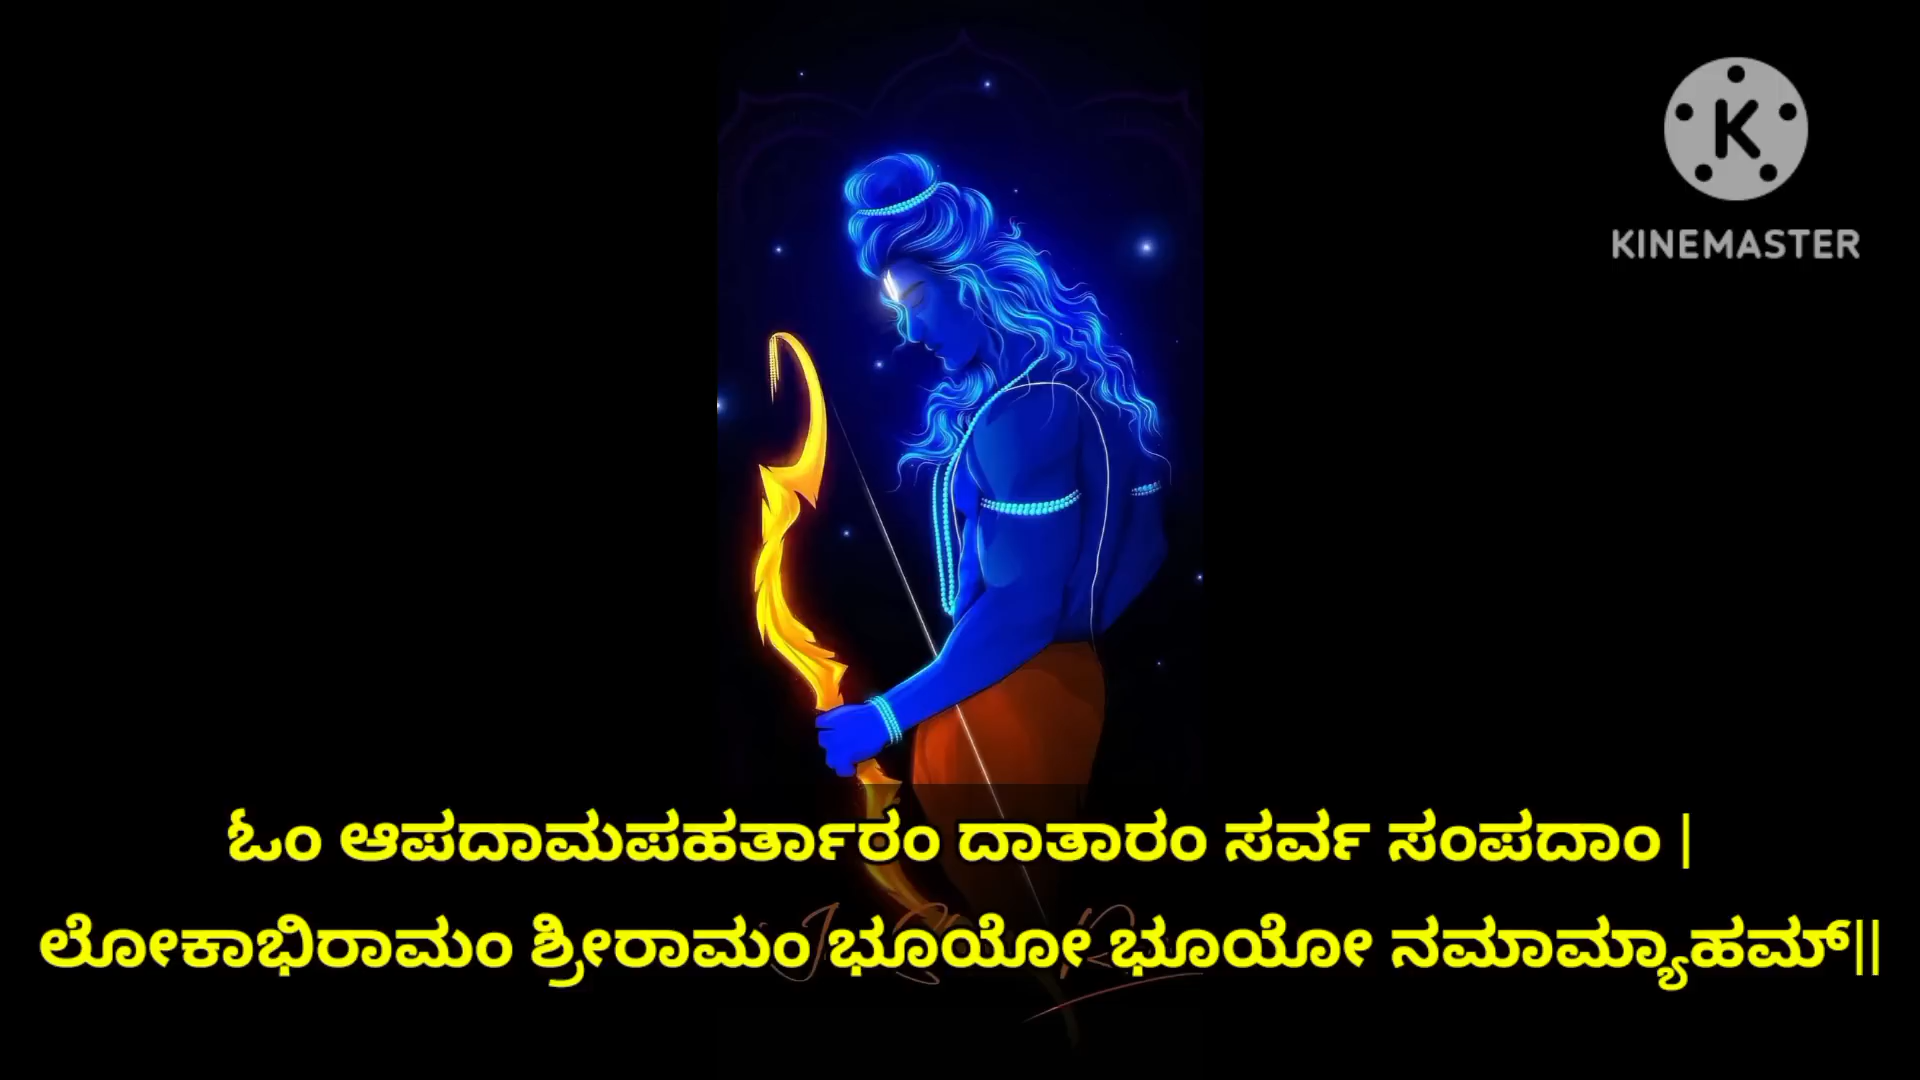 KINEMASTER
ಓಂ ಆಪದಾಮಪಹರ್ತಾರಂ ದಾತಾರಂ ಸರ್ವ ಸಂಪದಾಂ |
ಲೋಕಾಭಿರಾಮಂ ಶ್ರೀರಾಮಂ ಭೂಯೋ ಭೂಯೋ ನಮಾಮ್ಯಾಹಮ್||